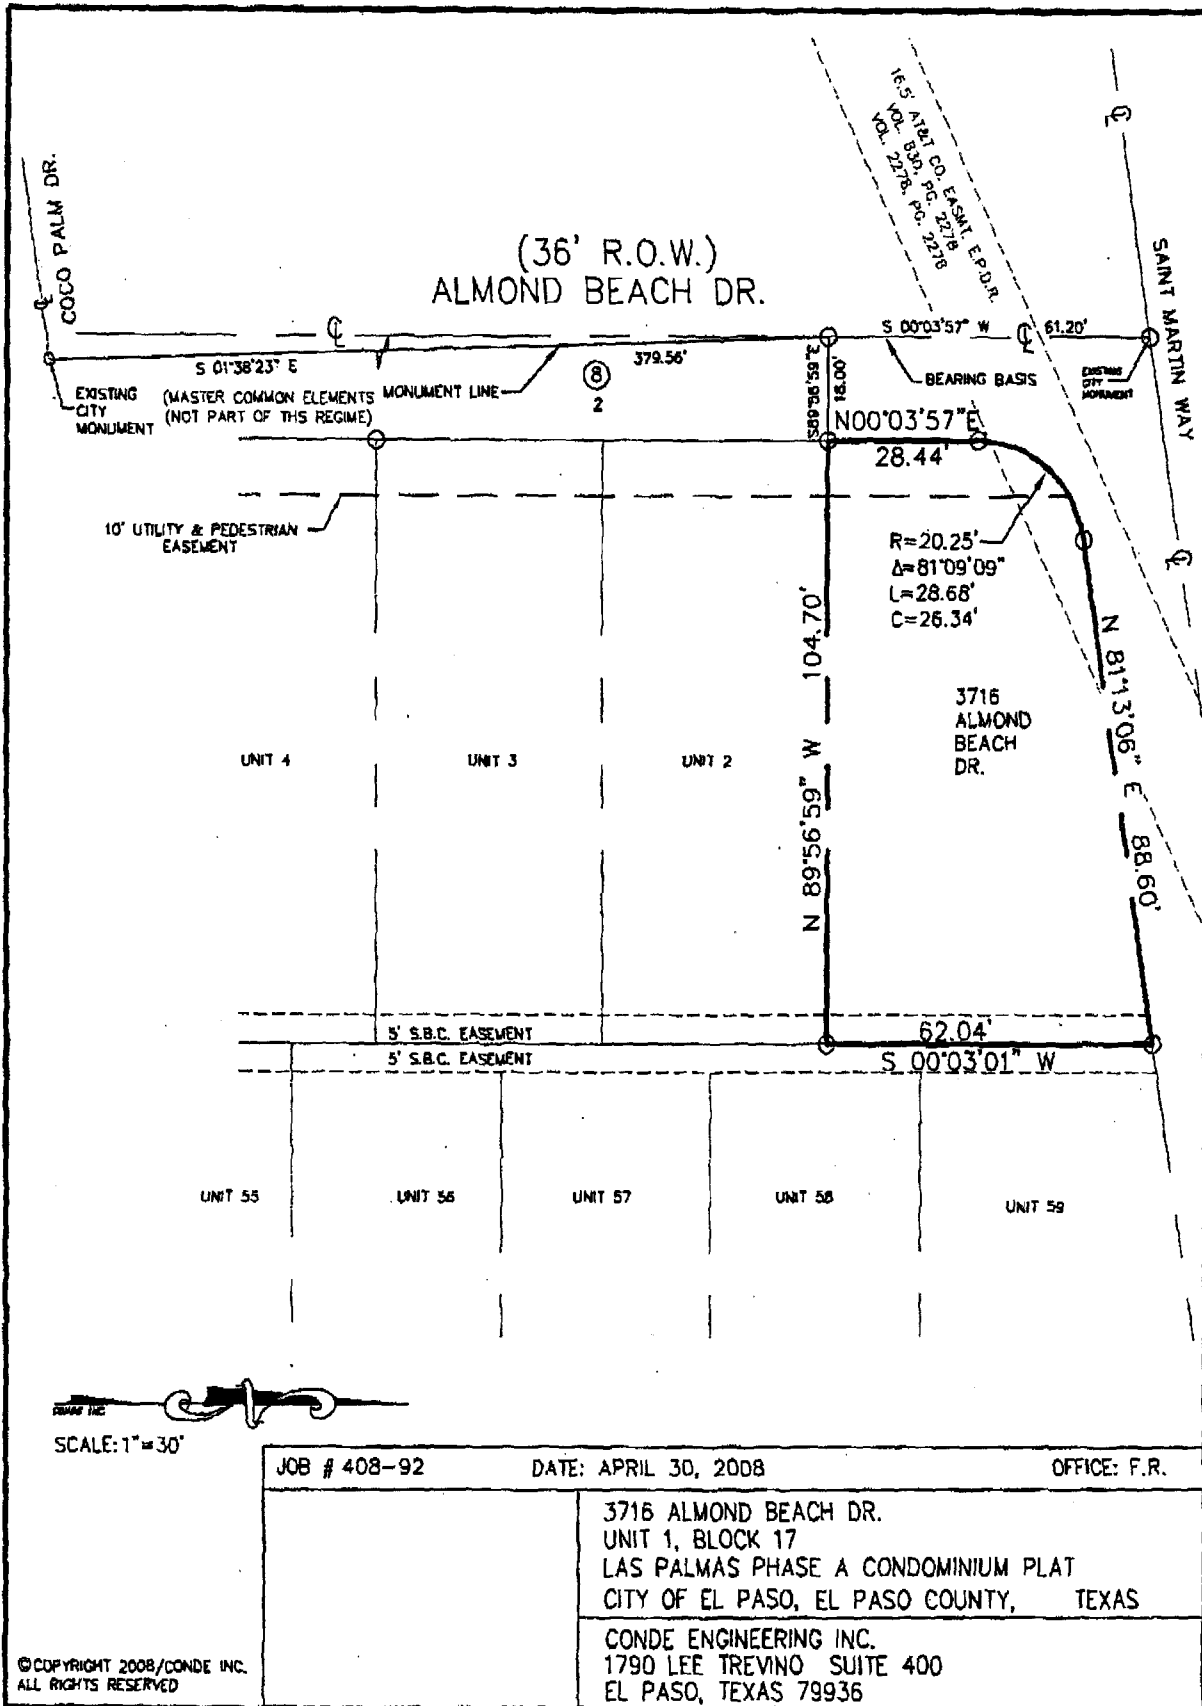 16.5' AT&T CO. EASMT. E.P.D.R.
VOL. 830, PG. 2278
VOL. 2278, PG. 2278
COCO PALM DR.
SAINT MARTIN WAY
(36' R.O.W.)
ALMOND BEACH DR.
S 01°38'23" E
379.56'
S 00°03'57" W
61.20'
EXISTING
CITY
MONUMENT
(MASTER COMMON ELEMENTS
(NOT PART OF THS REGIME)
MONUMENT LINE
8
2
S89°56'59"E
18.00'
BEARING BASIS
EXISTING
CITY
MONUMENT
N00°03'57"E
28.44'
10' UTILITY & PEDESTRIAN
EASEMENT
R=20.25'
Δ=81°09'09"
L=28.68'
C=26.34'
N 89°56'59" W 104.70'
N 81°13'06" E 88.60'
3716
ALMOND
BEACH
DR.
UNIT 4
UNIT 3
UNIT 2
5' S.B.C. EASEMENT
5' S.B.C. EASEMENT
62.04'
S 00°03'01" W
UNIT 55
UNIT 56
UNIT 57
UNIT 58
UNIT 59
SCALE: 1"=30'
JOB # 408-92 DATE: APRIL 30, 2008 OFFICE: F.R.
3716 ALMOND BEACH DR.
UNIT 1, BLOCK 17
LAS PALMAS PHASE A CONDOMINIUM PLAT
CITY OF EL PASO, EL PASO COUNTY, TEXAS
CONDE ENGINEERING INC.
1790 LEE TREVINO SUITE 400
EL PASO, TEXAS 79936
©COPYRIGHT 2008/CONDE INC.
ALL RIGHTS RESERVED